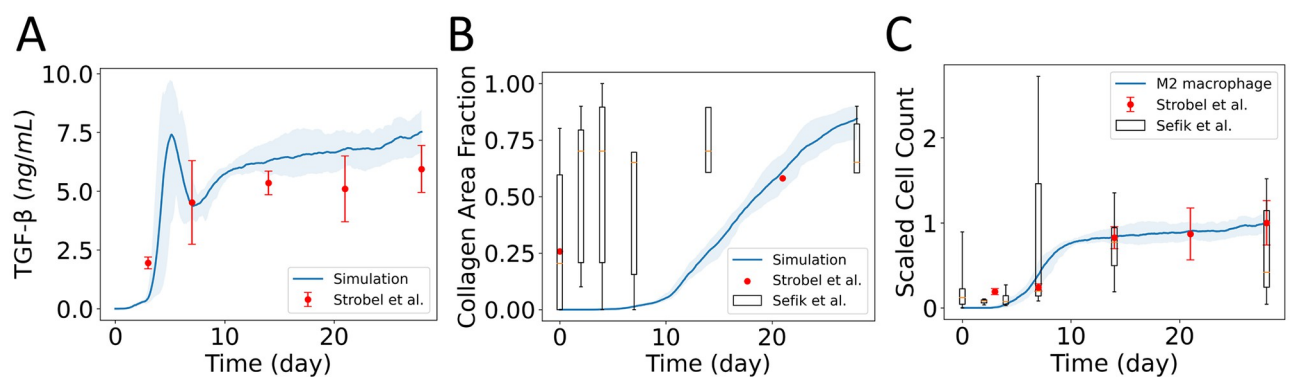 A
TGF-β (ng/mL)
10.0
7.5
5.0
2.5
0.0
0 10 20
Time (day)
Simulation
Strobel et al.
B
Collagen Area Fraction
1.00
0.75
0.50
0.25
0.00
0 10 20
Time (day)
Simulation
Strobel et al.
Sefik et al.
C
Scaled Cell Count
2
1
0
0 10 20
Time (day)
M2 macrophage
Strobel et al.
Sefik et al.